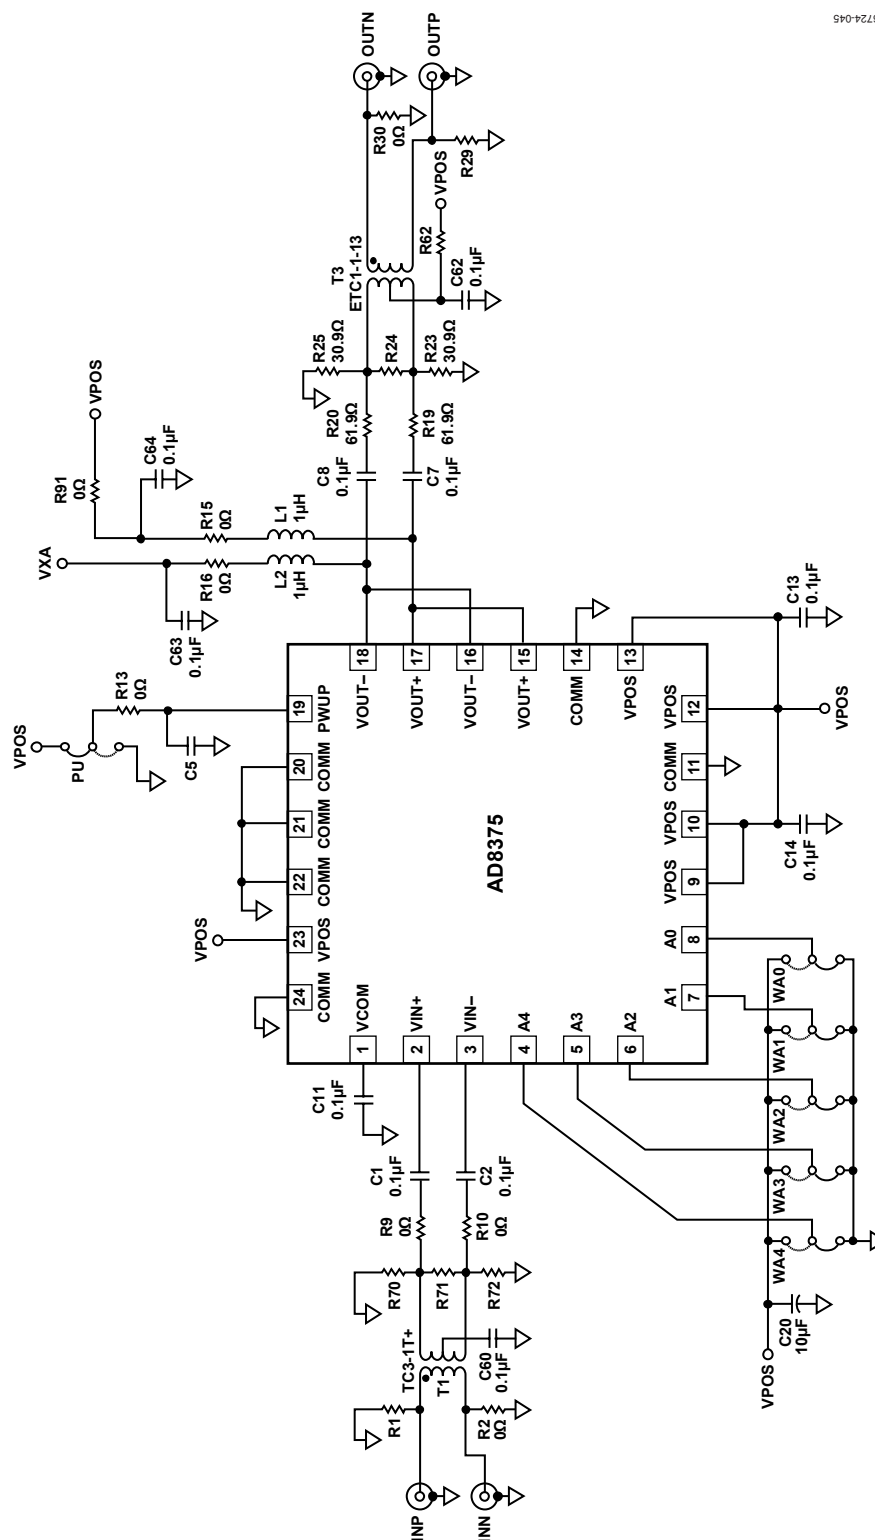 06724-045
OUTN
OUTP
R30
0Ω
R29
VPOS
R62
C62
0.1µF
T3
ETC1-1-13
R25
30.9Ω
R24
R23
30.9Ω
R20
61.9Ω
R19
61.9Ω
C8
0.1µF
C7
0.1µF
VPOS
R91
0Ω
C64
0.1µF
R15
0Ω
L1
1µH
VXA
R16
0Ω
L2
1µH
C63
0.1µF
VPOS
PU
R13
0Ω
C5
VPOS
19
PWUP
20
COMM
21
COMM
22
COMM
23
VPOS
24
COMM
18
VOUT−
17
VOUT+
16
VOUT−
15
VOUT+
14
COMM
13
VPOS
12
VPOS
11
COMM
10
VPOS
9
VPOS
8
A0
7
A1
AD8375
1
VCOM
2
VIN+
3
VIN−
4
A4
5
A3
6
A2
C13
0.1µF
VPOS
C14
0.1µF
C11
0.1µF
C1
0.1µF
C2
0.1µF
R9
0Ω
R10
0Ω
R70
R71
R72
TC3-1T+
T1
C60
0.1µF
R1
R2
0Ω
INP
INN
WA0
WA1
WA2
WA3
WA4
C20
10µF
VPOS